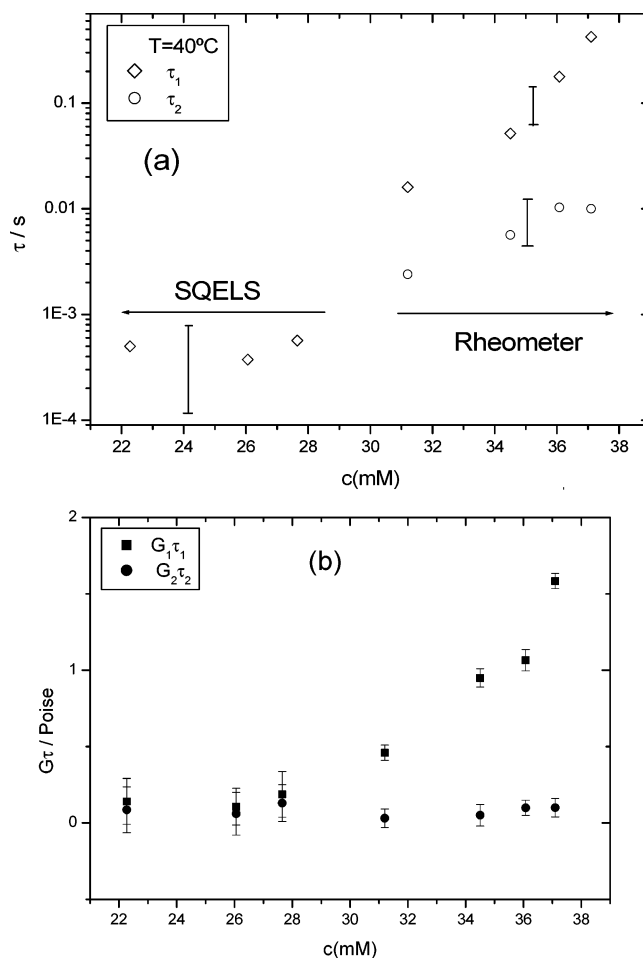 T=40ºC
τ1
τ2
(a)
0.1
0.01
1E-3
1E-4
τ / s
SQELS
Rheometer
22 24 26 28 30 32 34 36 38
c(mM)
G1τ1
G2τ2
(b)
2
1
0
Gτ / Poise
22 24 26 28 30 32 34 36 38
c(mM)